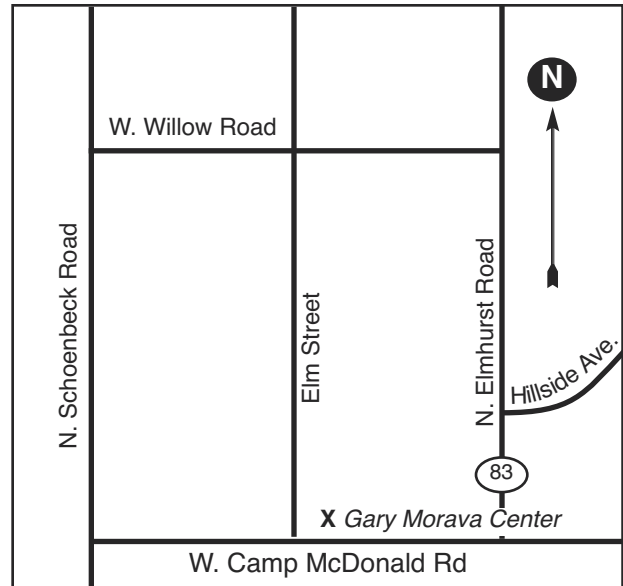 N
W. Willow Road
N. Schoenbeck Road
Elm Street
N. Elmhurst Road
Hillside Ave.
83
X Gary Morava Center
W. Camp McDonald Rd